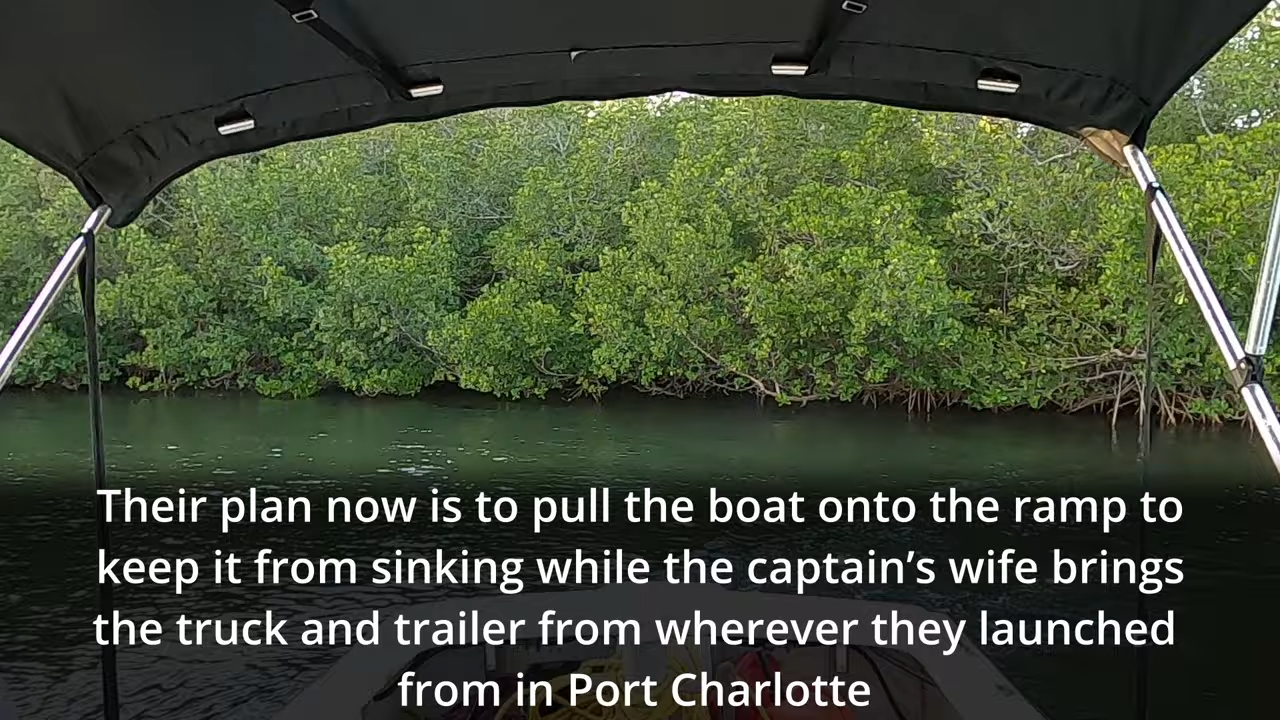 Their plan now is to pull the boat onto the ramp to
keep it from sinking while the captain’s wife brings
the truck and trailer from wherever they launched
from in Port Charlotte